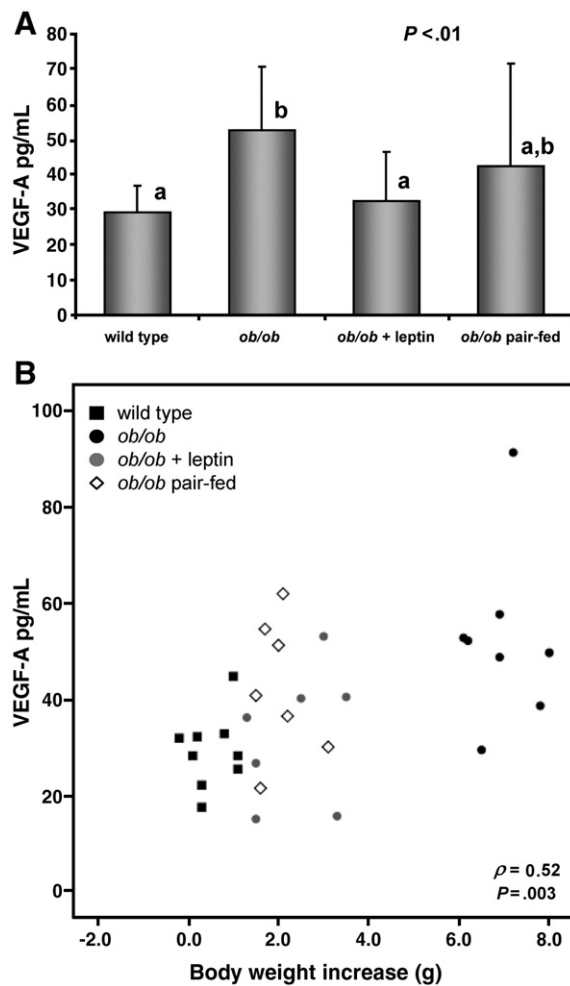 A
P <.01
VEGF-A pg/mL
80
70
60
50
40
30
20
10
0
a
b
a
a,b
wild type
ob/ob
ob/ob + leptin
ob/ob pair-fed
B
wild type
ob/ob
ob/ob + leptin
ob/ob pair-fed
VEGF-A pg/mL
100
80
60
40
20
0
ρ = 0.52
P=.003
-2.0
0.0
2.0
4.0
6.0
8.0
Body weight increase (g)